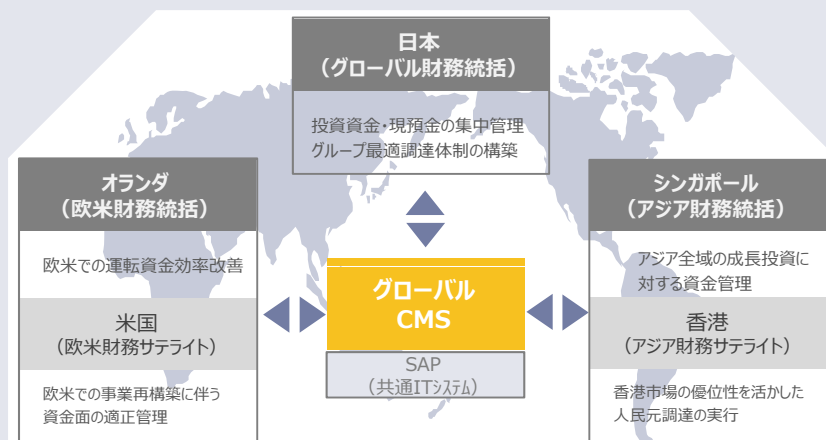 日本
（グローバル財務統括）
投資資金・現預金の集中管理
グループ最適調達体制の構築
オランダ
（欧米財務統括）
欧米での運転資金効率改善
米国
（欧米財務サテライト）
欧米での事業再構築に伴う
資金面の適正管理
グローバル
CMS
SAP
（共通ITｼｽﾃﾑ）
シンガポール
（アジア財務統括）
アジア全域の成長投資に
対する資金管理
香港
（アジア財務サテライト）
香港市場の優位性を活かした
人民元調達の実行